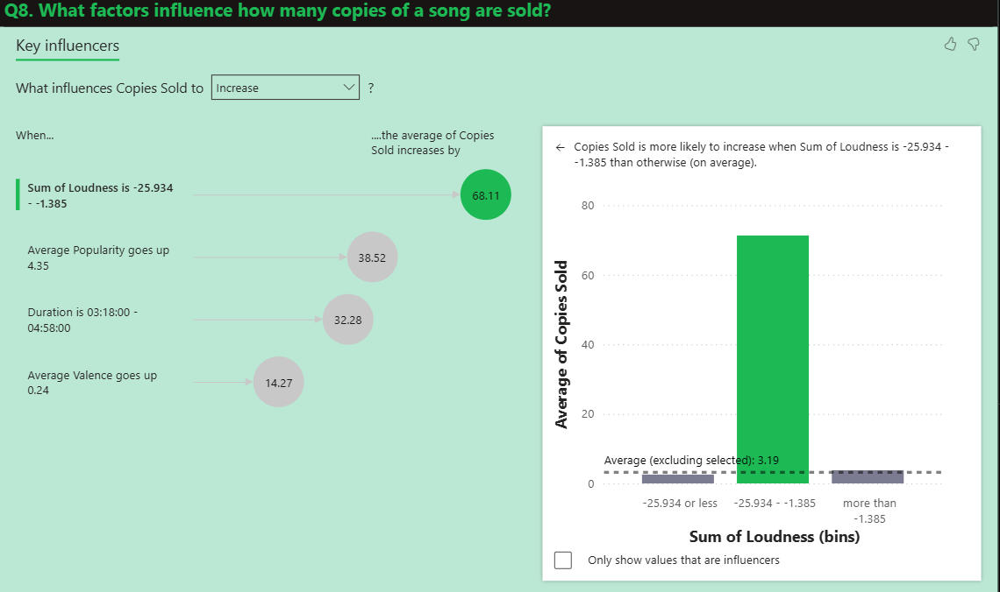 Q8. What factors influence how many copies of a song are sold?
Key influencers
What influences Copies Sold to Increase ?
When...
....the average of Copies
Sold increases by
Sum of Loudness is -25.934
- -1.385
68.11
Average Popularity goes up
4.35
38.52
Duration is 03:18:00 -
04:58:00
32.28
Average Valence goes up
0.24
14.27
← Copies Sold is more likely to increase when Sum of Loudness is -25.934 -
-1.385 than otherwise (on average).
Average of Copies Sold
80
60
40
20
0
Average (excluding selected): 3.19
-25.934 or less
-25.934 - -1.385
more than
-1.385
Sum of Loudness (bins)
Only show values that are influencers